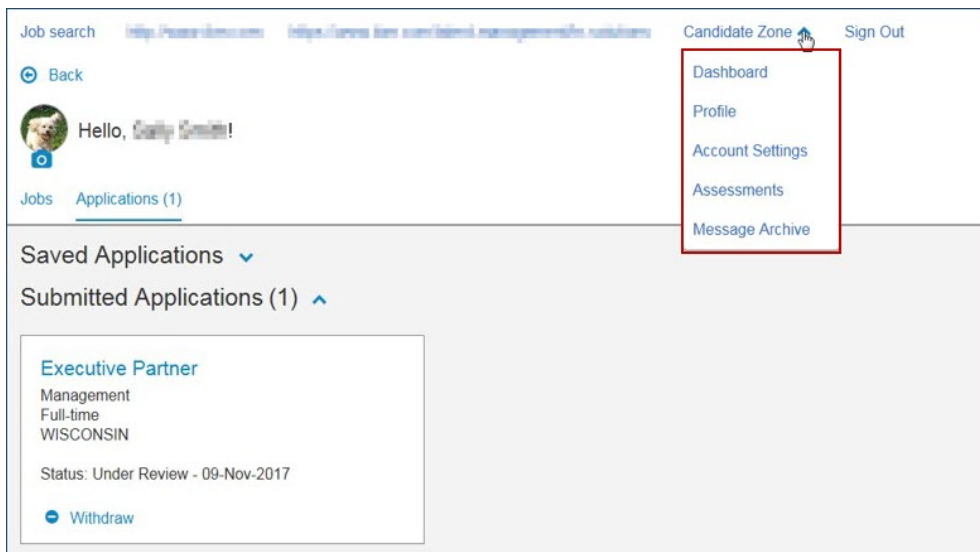 Job search Candidate Zone Sign Out
Back
Hello, !
Jobs Applications (1)
Dashboard
Profile
Account Settings
Assessments
Message Archive
Saved Applications
Submitted Applications (1)
Executive Partner
Management
Full-time
WISCONSIN
Status: Under Review - 09-Nov-2017
Withdraw